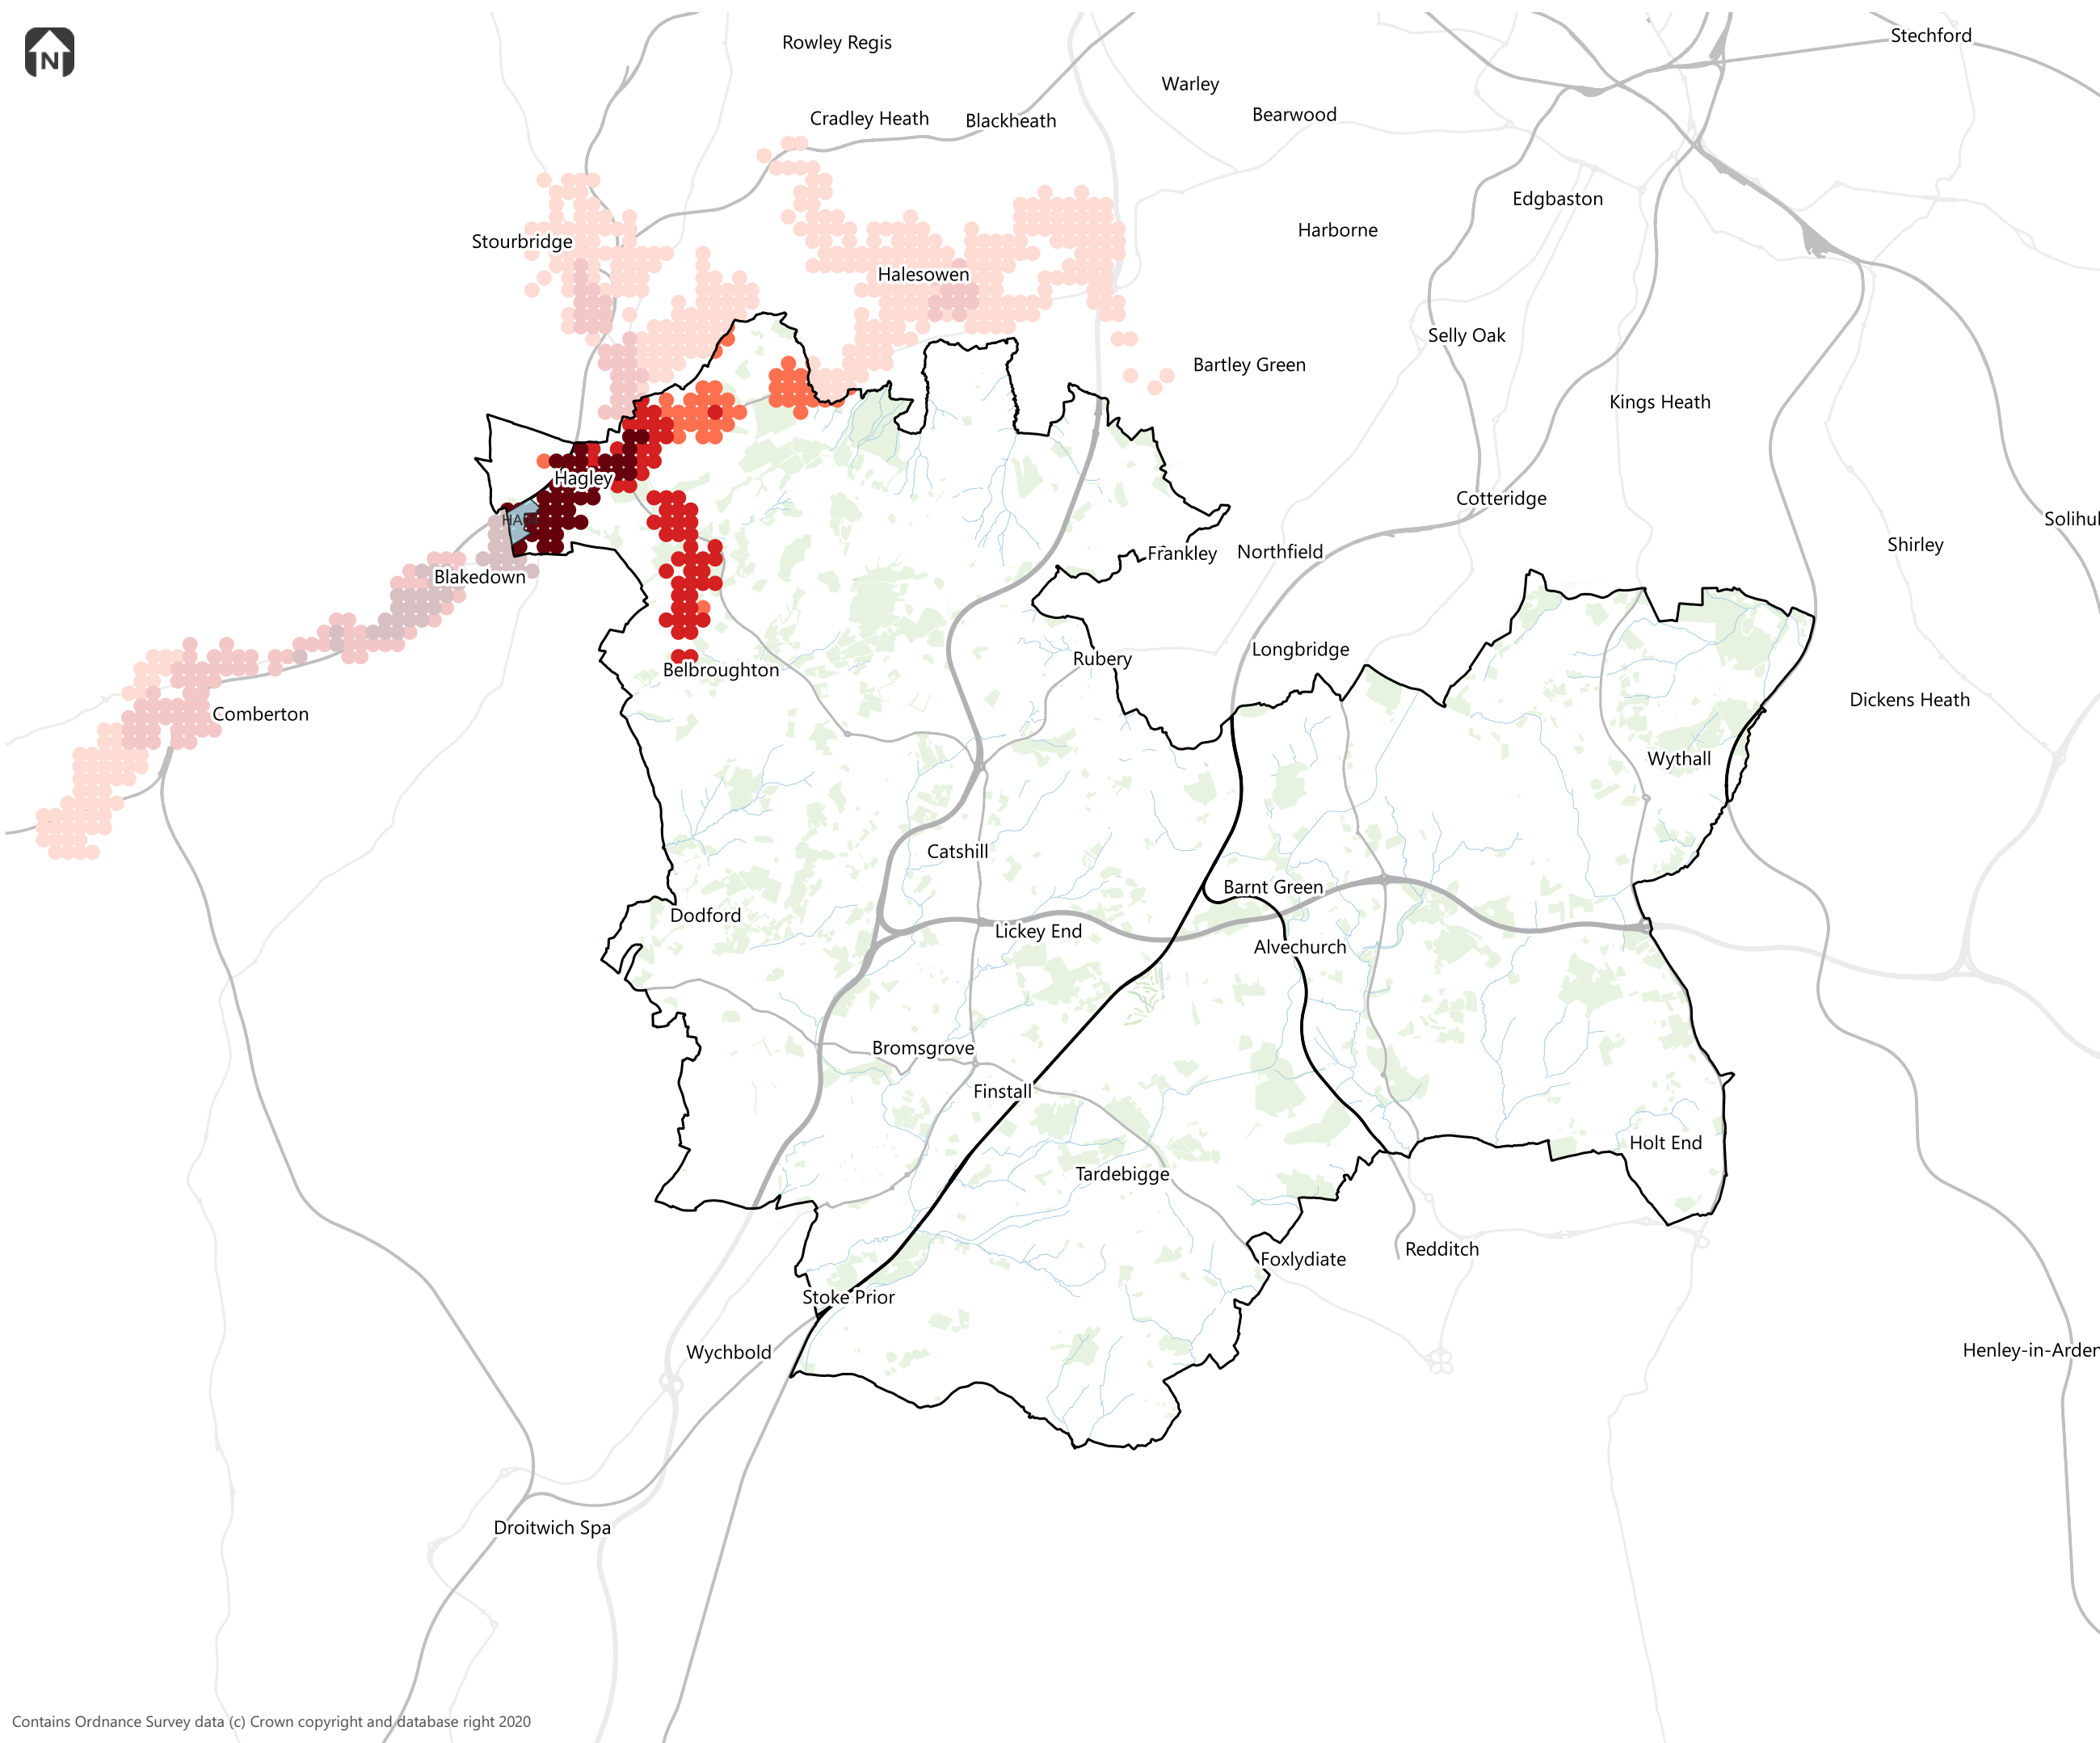 N
Rowley Regis
Stechford
Warley
Cradley Heath
Blackheath
Bearwood
Edgbaston
Harborne
Stourbridge
Halesowen
Selly Oak
Bartley Green
Kings Heath
Hagley
Cotteridge
Solihul
Shirley
Frankley
Northfield
Blakedown
Longbridge
Rubery
Belbroughton
Dickens Heath
Comberton
Wythall
Catshill
Barnt Green
Dodford
Lickey End
Alvechurch
Bromsgrove
Finstall
Holt End
Tardebigge
Redditch
Foxlydiate
Stoke Prior
Wychbold
Henley-in-Arden
Droitwich Spa
Contains Ordnance Survey data (c) Crown copyright and database right 2020